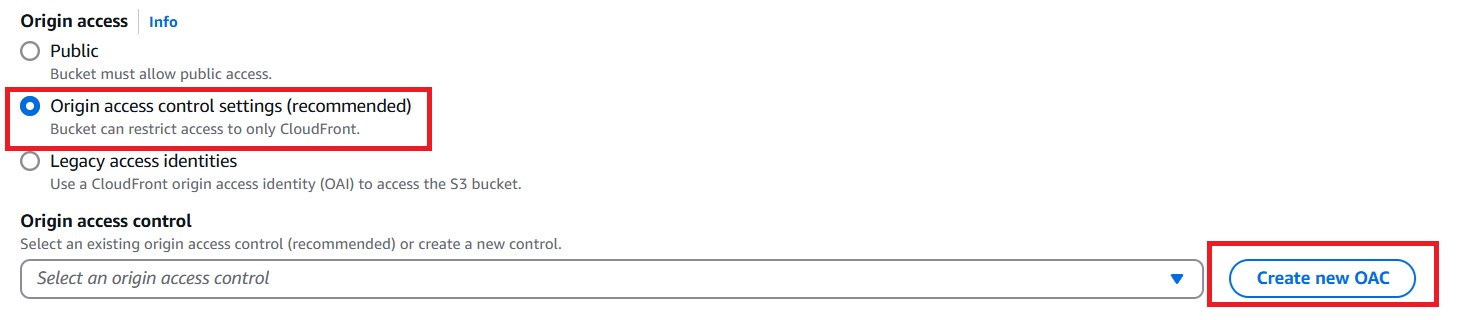 Origin access Info
Public
Bucket must allow public access.
Origin access control settings (recommended)
Bucket can restrict access to only CloudFront.
Legacy access identities
Use a CloudFront origin access identity (OAI) to access the S3 bucket.
Origin access control
Select an existing origin access control (recommended) or create a new control.
Select an origin access control Create new OAC